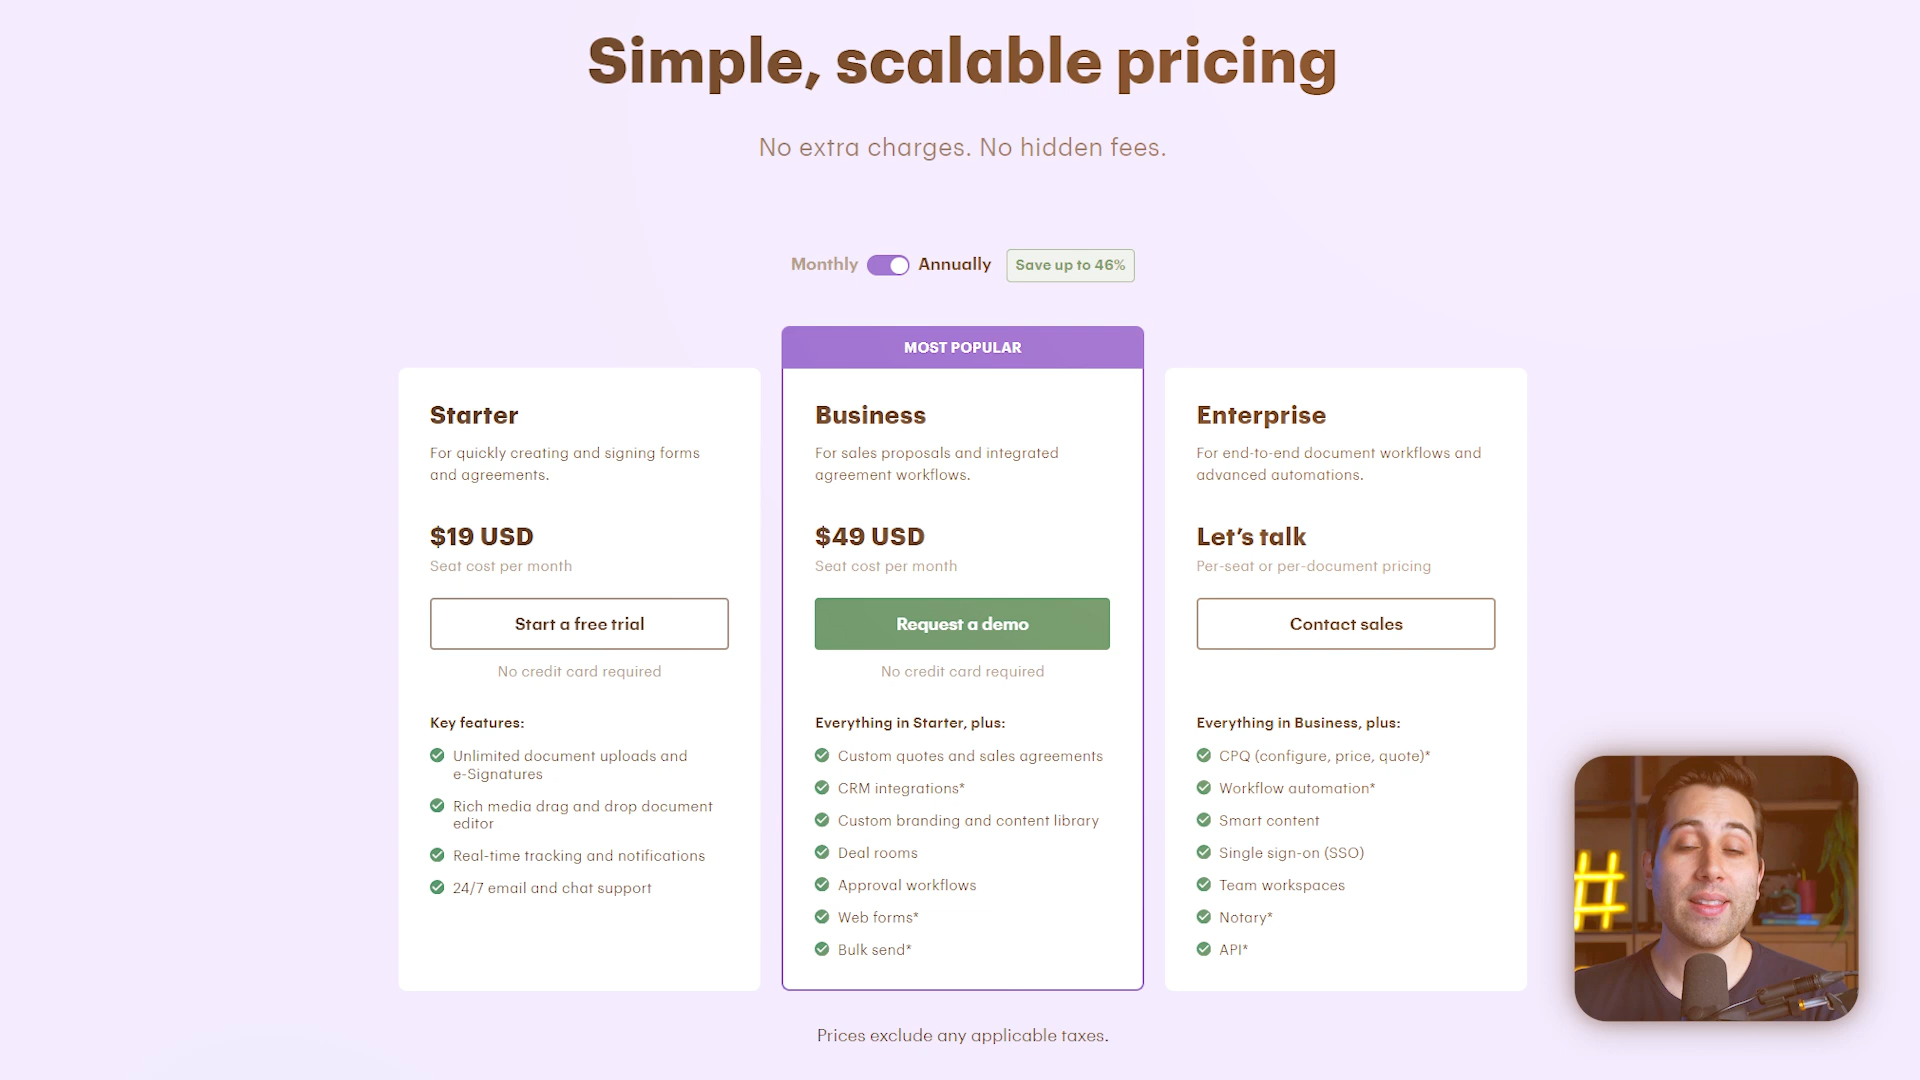 Simple, scalable pricing
No extra charges. No hidden fees.
Monthly
Annually
Save up to 46%
Starter
For quickly creating and signing forms
and agreements.
$19 USD
Seat cost per month
Start a free trial
No credit card required
Key features:
Unlimited document uploads and
e-Signatures
Rich media drag and drop document
editor
Real-time tracking and notifications
24/7 email and chat support
MOST POPULAR
Business
For sales proposals and integrated
agreement workflows.
$49 USD
Seat cost per month
Request a demo
No credit card required
Everything in Starter, plus:
Custom quotes and sales agreements
CRM integrations*
Custom branding and content library
Deal rooms
Approval workflows
Web forms*
Bulk send*
Enterprise
For end-to-end document workflows and
advanced automations.
Let’s talk
Per-seat or per-document pricing
Contact sales
Everything in Business, plus:
CPQ (configure, price, quote)*
Workflow automation*
Smart content
Single sign-on (SSO)
Team workspaces
Notary*
API*
#
Prices exclude any applicable taxes.